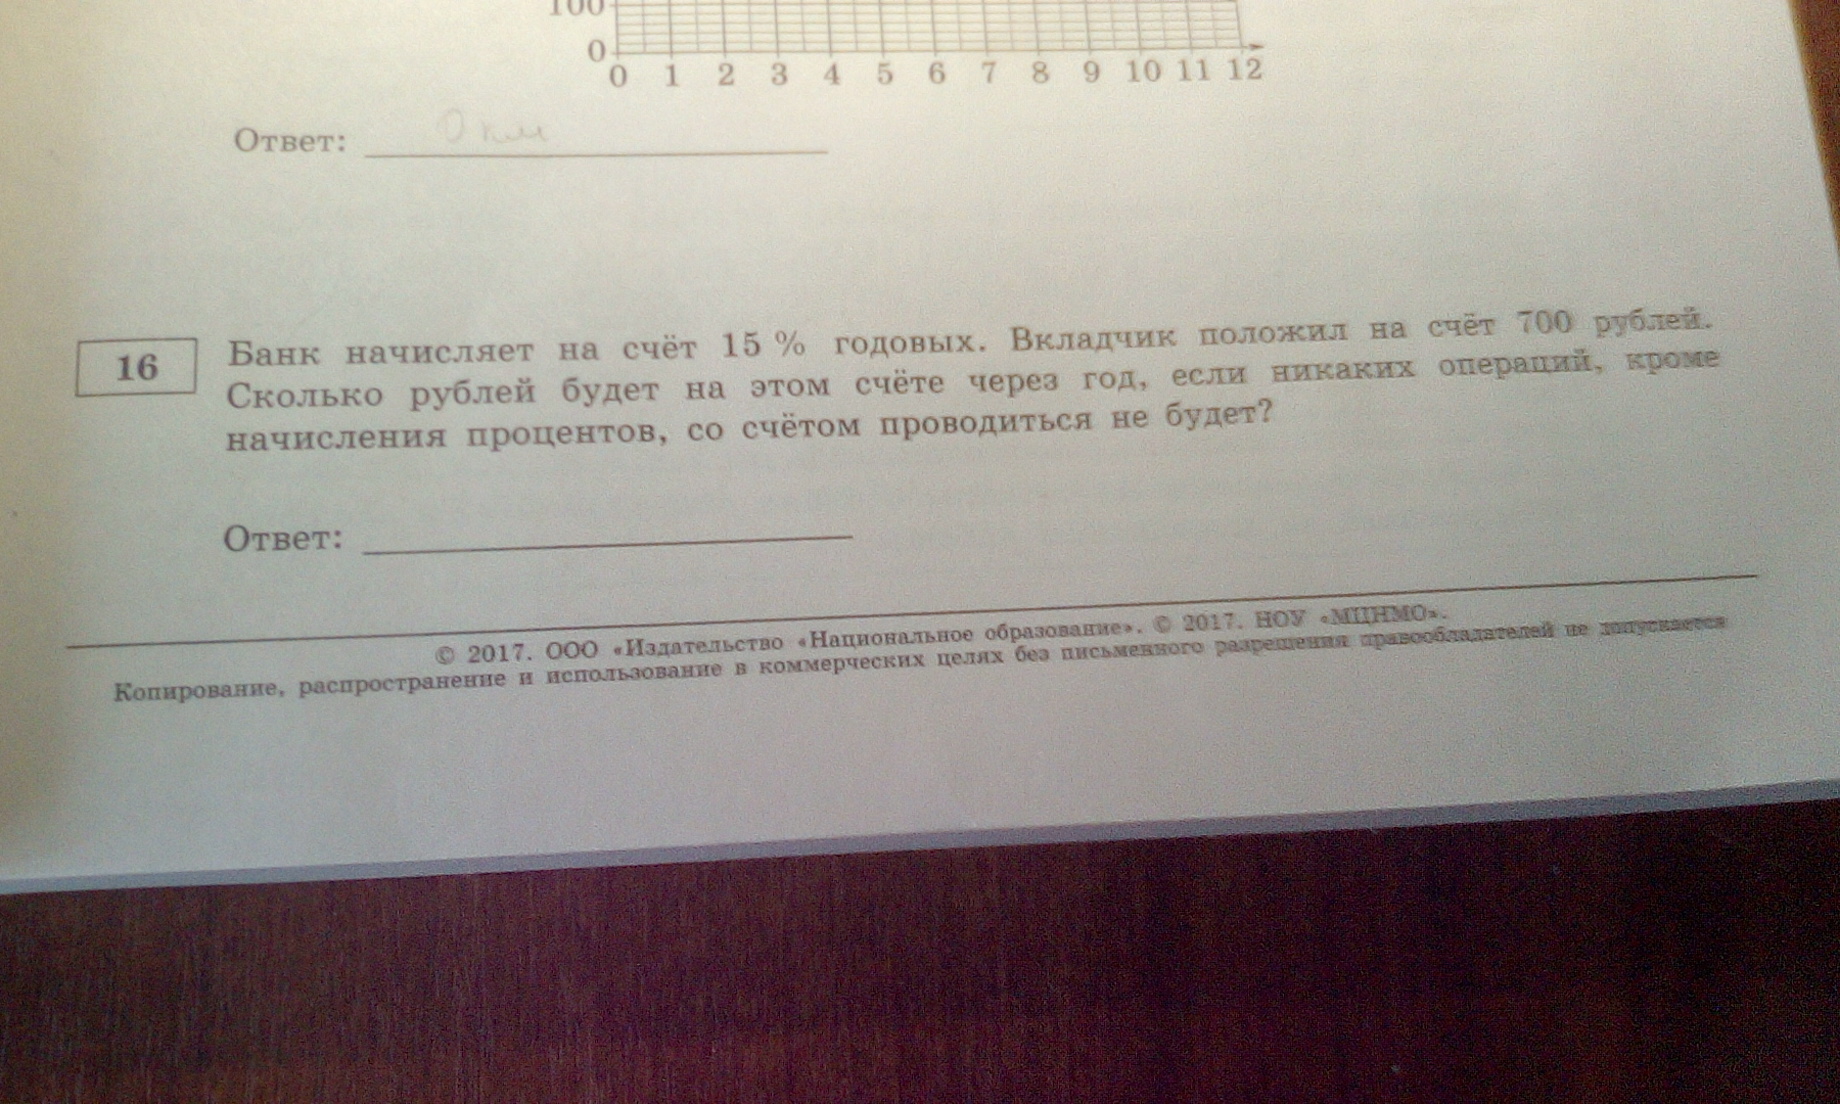 100
0
0 1 2 3 4 5 6 7 8 9 10 11 12
Ответ: 0 км
16
Банк начисляет на счёт 15 % годовых. Вкладчик положил на счёт 700 рублей.
Сколько рублей будет на этом счёте через год, если никаких операций, кроме
начисления процентов, со счётом проводиться не будет?
Ответ:
© 2017. ООО «Издательство «Национальное образование». © 2017. НОУ «МЦНМО».
Копирование, распространение и использование в коммерческих целях без письменного разрешения правообладателей не допускается